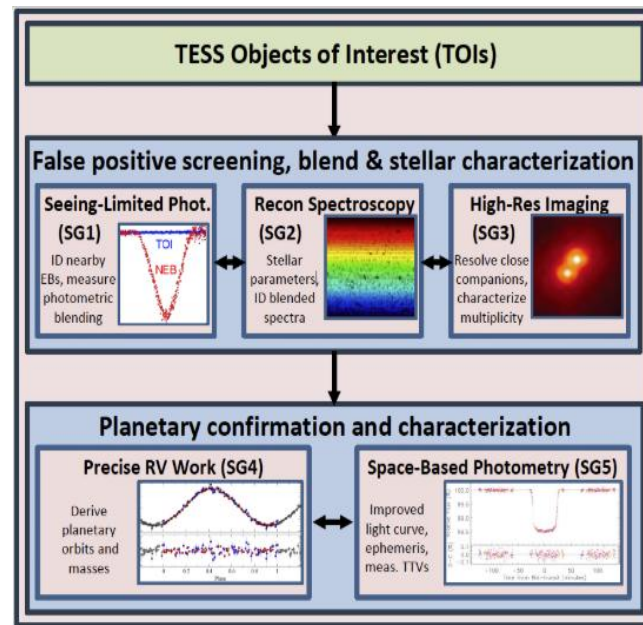 TESS Objects of Interest (TOIs)
False positive screening, blend & stellar characterization
Seeing-Limited Phot.
(SG1)
ID nearby
EBs, measure
photometric
blending
TOI
NEB
Recon Spectroscopy
(SG2)
Stellar
parameters,
ID blended
spectra
High-Res Imaging
(SG3)
Resolve close
companions,
characterize
multiplicity
Planetary confirmation and characterization
Precise RV Work (SG4)
Derive
planetary
orbits and
masses
Space-Based Photometry (SG5)
Improved
light curve,
ephemeris,
meas. TTVs